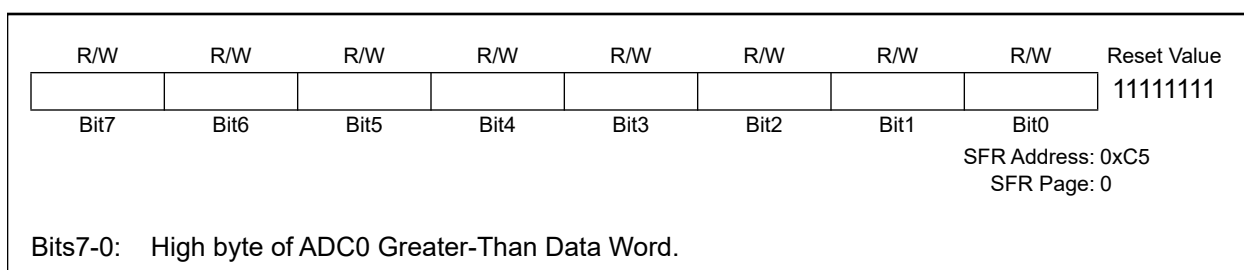 R/W R/W R/W R/W R/W R/W R/W R/W Reset Value
11111111
Bit7 Bit6 Bit5 Bit4 Bit3 Bit2 Bit1 Bit0
SFR Address: 0xC5
SFR Page: 0
Bits7-0: High byte of ADC0 Greater-Than Data Word.